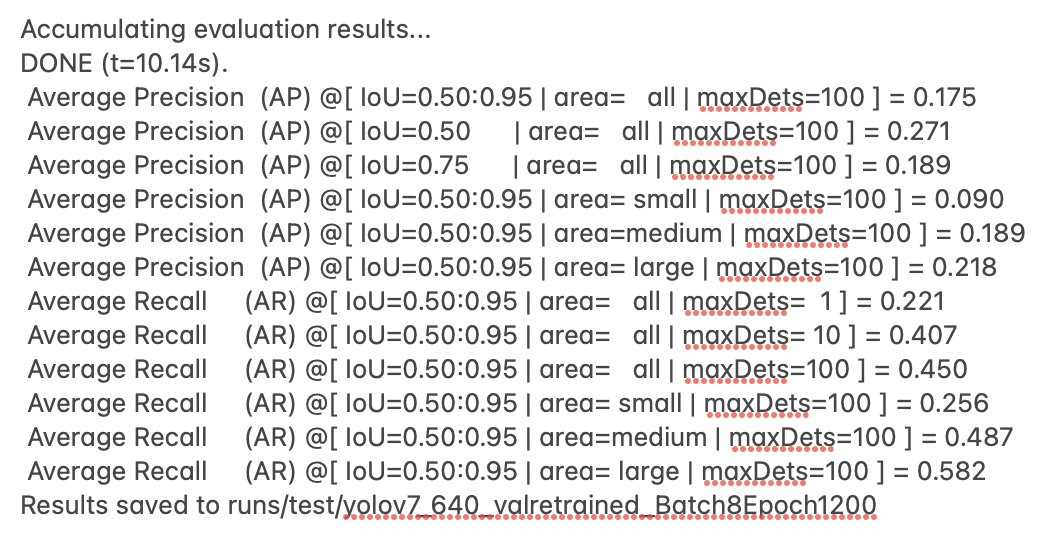 Accumulating evaluation results...
DONE (t=10.14s).
Average Precision  (AP) @[ IoU=0.50:0.95 | area=   all | maxDets=100 ] = 0.175
Average Precision  (AP) @[ IoU=0.50      | area=   all | maxDets=100 ] = 0.271
Average Precision  (AP) @[ IoU=0.75      | area=   all | maxDets=100 ] = 0.189
Average Precision  (AP) @[ IoU=0.50:0.95 | area= small | maxDets=100 ] = 0.090
Average Precision  (AP) @[ IoU=0.50:0.95 | area=medium | maxDets=100 ] = 0.189
Average Precision  (AP) @[ IoU=0.50:0.95 | area= large | maxDets=100 ] = 0.218
Average Recall     (AR) @[ IoU=0.50:0.95 | area=   all | maxDets=  1 ] = 0.221
Average Recall     (AR) @[ IoU=0.50:0.95 | area=   all | maxDets= 10 ] = 0.407
Average Recall     (AR) @[ IoU=0.50:0.95 | area=   all | maxDets=100 ] = 0.450
Average Recall     (AR) @[ IoU=0.50:0.95 | area= small | maxDets=100 ] = 0.256
Average Recall     (AR) @[ IoU=0.50:0.95 | area=medium | maxDets=100 ] = 0.487
Average Recall     (AR) @[ IoU=0.50:0.95 | area= large | maxDets=100 ] = 0.582
Results saved to runs/test/yolov7_640_valretrained_Batch8Epoch1200